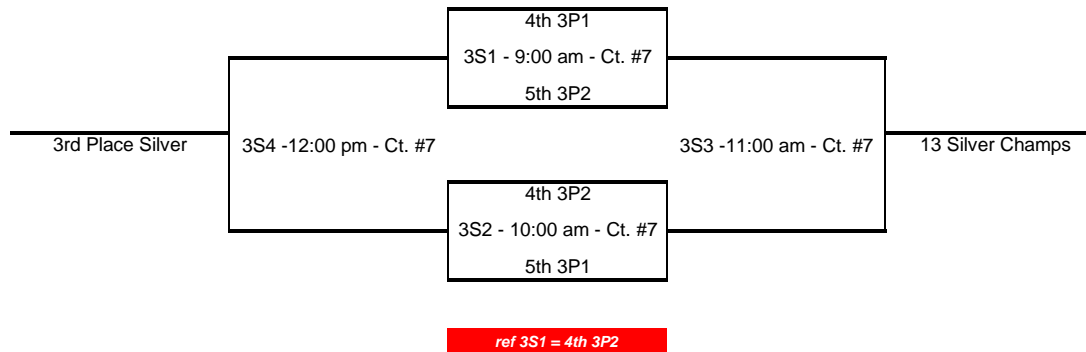 4th 3P1
3S1 - 9:00 am - Ct. #7
5th 3P2
3rd Place Silver
3S4 -12:00 pm - Ct. #7
3S3 -11:00 am - Ct. #7
13 Silver Champs
4th 3P2
3S2 - 10:00 am - Ct. #7
5th 3P1
ref 3S1 = 4th 3P2